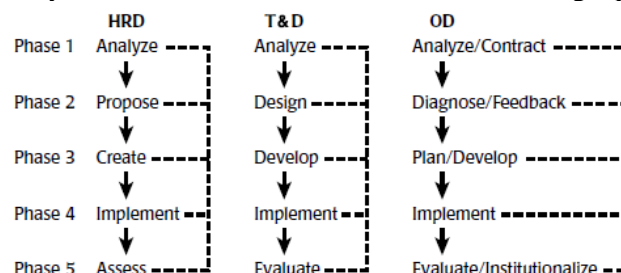 HRD T&D OD
Phase 1 Analyze Analyze Analyze/Contract
Phase 2 Propose Design Diagnose/Feedback
Phase 3 Create Develop Plan/Develop
Phase 4 Implement Implement Implement
Phase 5 Assess Evaluate Evaluate/Institutionalize